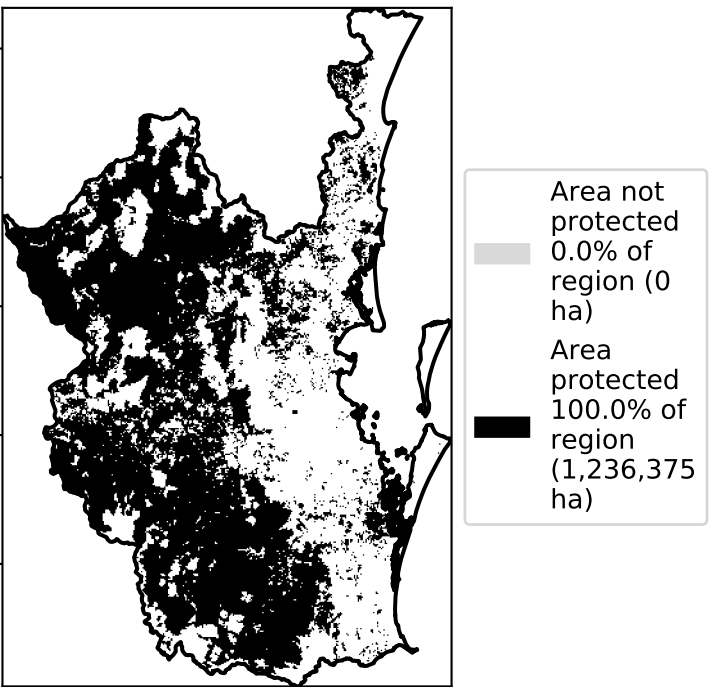 Area not
protected
0.0% of
region (0
ha)
Area
protected
100.0% of
region
(1,236,375
ha)